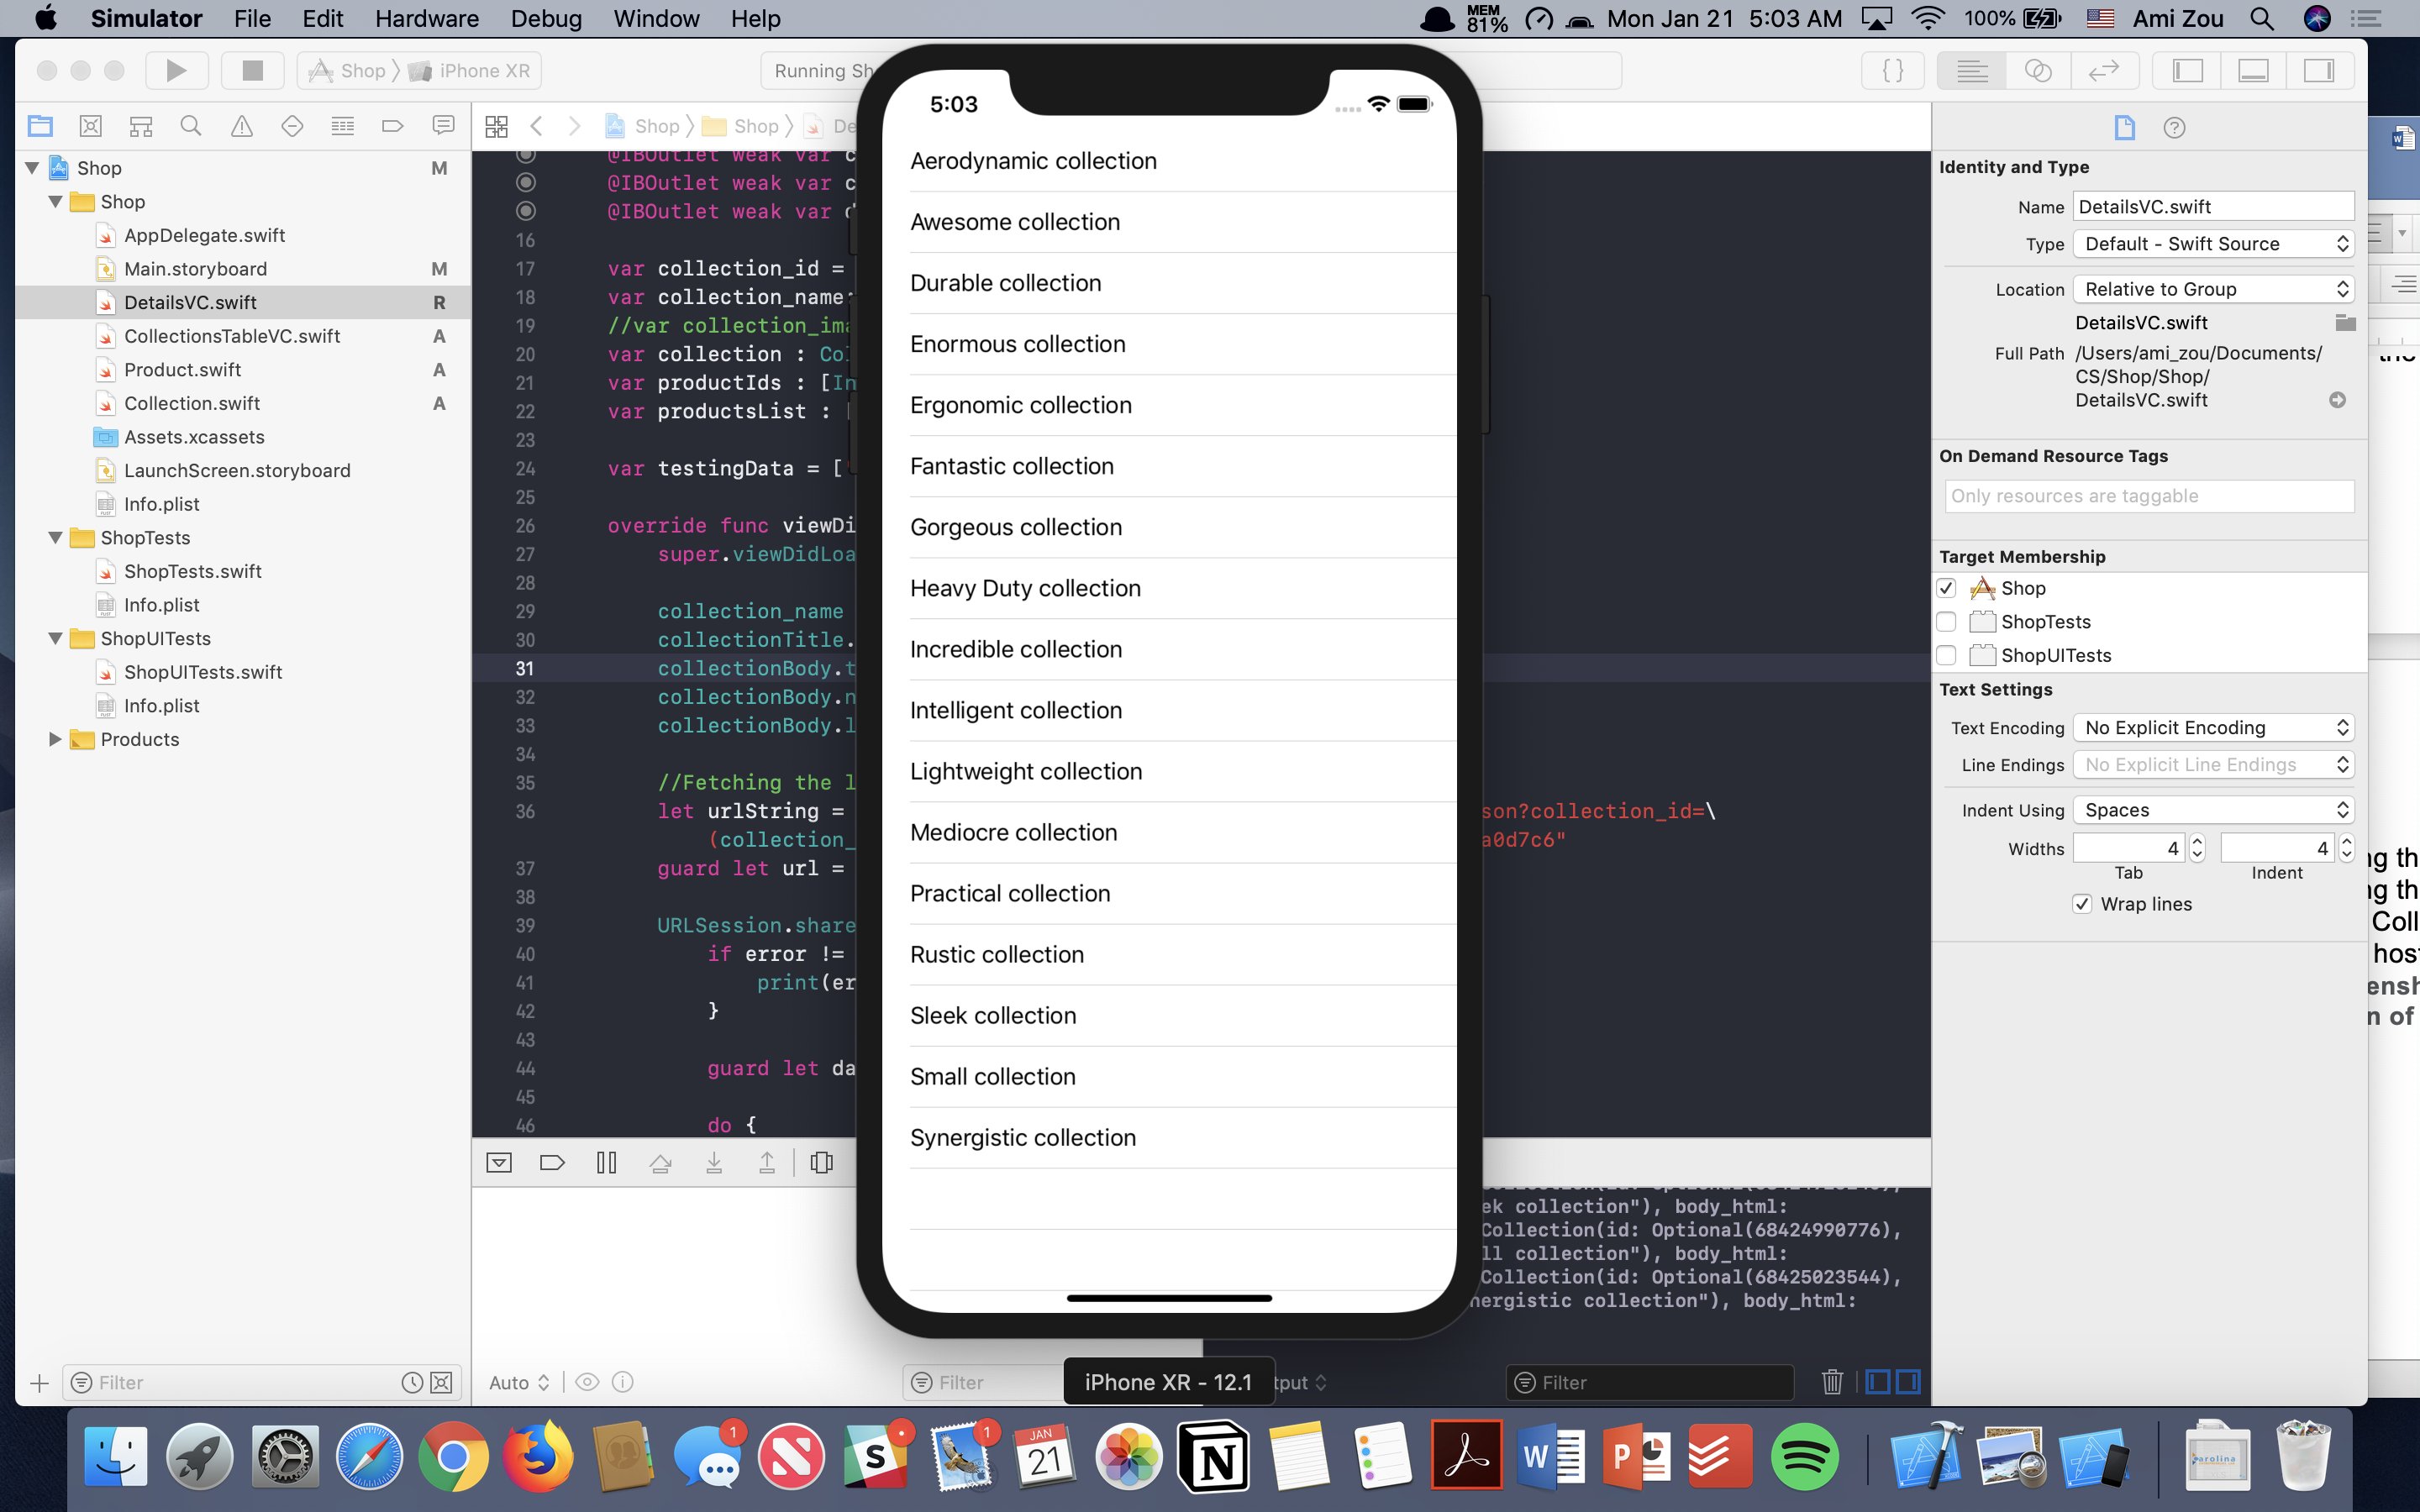 Simulator File Edit Hardware Debug Window Help MEM 81% Mon Jan 21 5:03 AM 100% Ami Zou
Shop iPhone XR
Running
Shop
M
Shop
AppDelegate.swift
Main.storyboard M
DetailsVC.swift R
CollectionsTableVC.swift A
Product.swift A
Collection.swift A
Assets.xcassets
LaunchScreen.storyboard
Info.plist
ShopTests
ShopTests.swift
Info.plist
ShopUITests
ShopUITests.swift
Info.plist
Products
Filter
Shop Shop
@IBOutlet weak var c
@IBOutlet weak var c
@IBOutlet weak var
16
17 var collection_id =
18 var collection_name:
19 //var collection_ima
20 var collection : Col
21 var productIds : [In
22 var productsList : [
23
24 var testingData = [
25
26 override func viewDi
27 super.viewDidLoa
28
29 collection_name
30 collectionTitle.
31 collectionBody.t
32 collectionBody.n
33 collectionBody.l
34
35 //Fetching the l
36 let urlString = son?collection_id=\
(collection_ a0d7c6"
37 guard let url =
38
39 URLSession.share
40 if error !=
41 print(er
42 }
43
44 guard let da
45
46 do {
5:03
Aerodynamic collection
Awesome collection
Durable collection
Enormous collection
Ergonomic collection
Fantastic collection
Gorgeous collection
Heavy Duty collection
Incredible collection
Intelligent collection
Lightweight collection
Mediocre collection
Practical collection
Rustic collection
Sleek collection
Small collection
Synergistic collection
iPhone XR - 12.1
ek collection"), body_html:
Collection(id: Optional(68424990776),
ll collection"), body_html:
Collection(id: Optional(68425023544),
nergistic collection"), body_html:
Auto Filter tput Filter
Identity and Type
Name DetailsVC.swift
Type Default - Swift Source
Location Relative to Group
DetailsVC.swift
Full Path /Users/ami_zou/Documents/
CS/Shop/Shop/
DetailsVC.swift
On Demand Resource Tags
Only resources are taggable
Target Membership
Shop
ShopTests
ShopUITests
Text Settings
Text Encoding No Explicit Encoding
Line Endings No Explicit Line Endings
Indent Using Spaces
Widths 4 4
Tab Indent
Wrap lines
ng th
ng th
Coll
host
ensh
n of
1 1 JAN 21